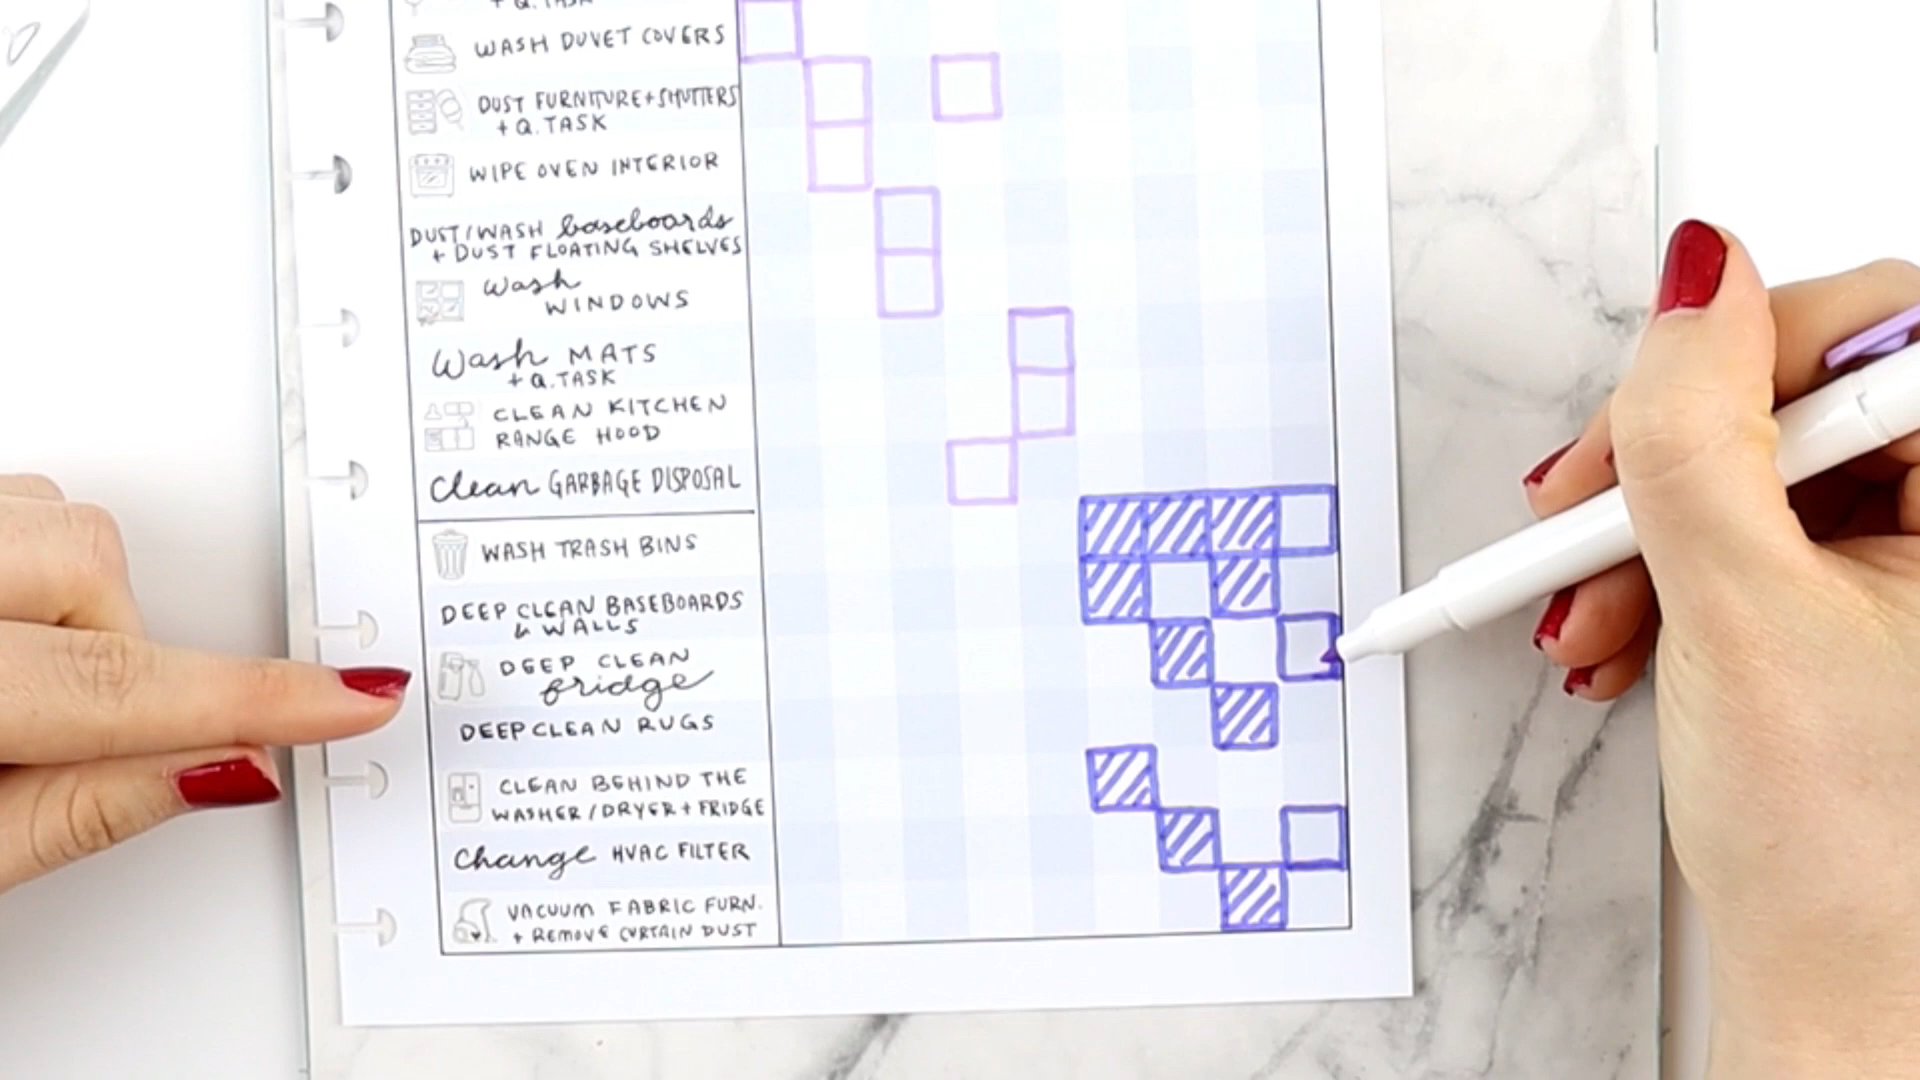 + Q. TASK
WASH DUVET COVERS
DUST FURNITURE+SHUTTERS
+ Q. TASK
WIPE OVEN INTERIOR
DUST/WASH baseboards
+ DUST FLOATING SHELVES
Wash
WINDOWS
Wash MATS
+ Q. TASK
CLEAN KITCHEN
RANGE HOOD
Clean GARBAGE DISPOSAL
WASH TRASH BINS
DEEP CLEAN BASEBOARDS
& WALLS
DEEP CLEAN
fridge
DEEP CLEAN RUGS
CLEAN BEHIND THE
WASHER/DRYER + FRIDGE
Change HVAC FILTER
VACUUM FABRIC FURN.
+ REMOVE CURTAIN DUST